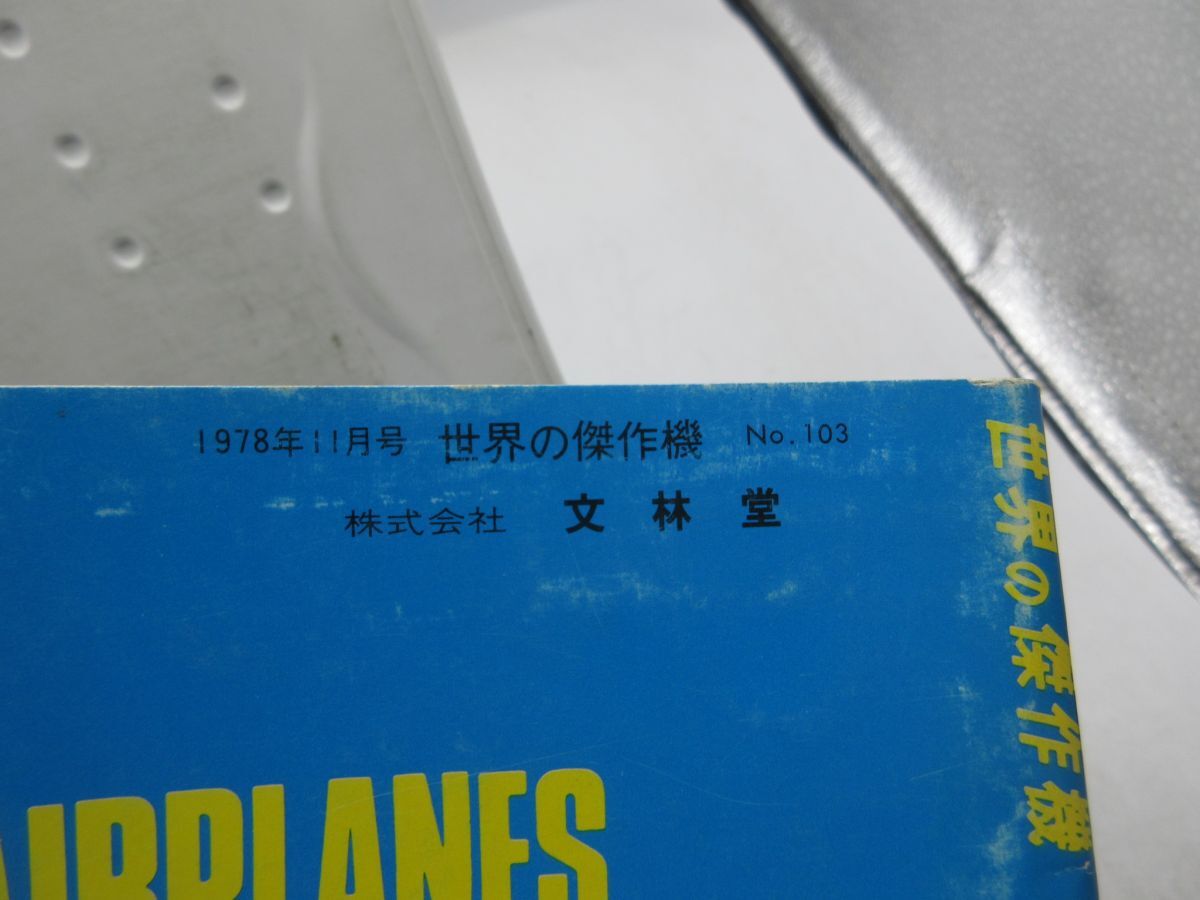 1978年11月号 世界の傑作機 No.103
株式会社 文林堂
AIRPLANES
世界の傑作機